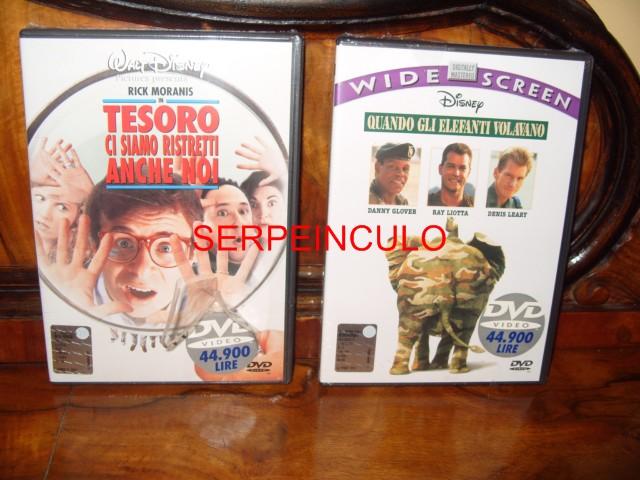 WALT DISNEY
Pictures presents
RICK MORANIS
IN
TESORO
CI SIAMO RISTRETTI
ANCHE NOI
DVD
VIDEO
44.900
LIRE
DVD
DIGITALLY
MASTERED
WIDE SCREEN
DISNEY
QUANDO GLI ELEFANTI VOLAVANO
DANNY GLOVER
RAY LIOTTA
DENIS LEARY
DVD
VIDEO
44.900
LIRE
DVD
SERPEINCULO